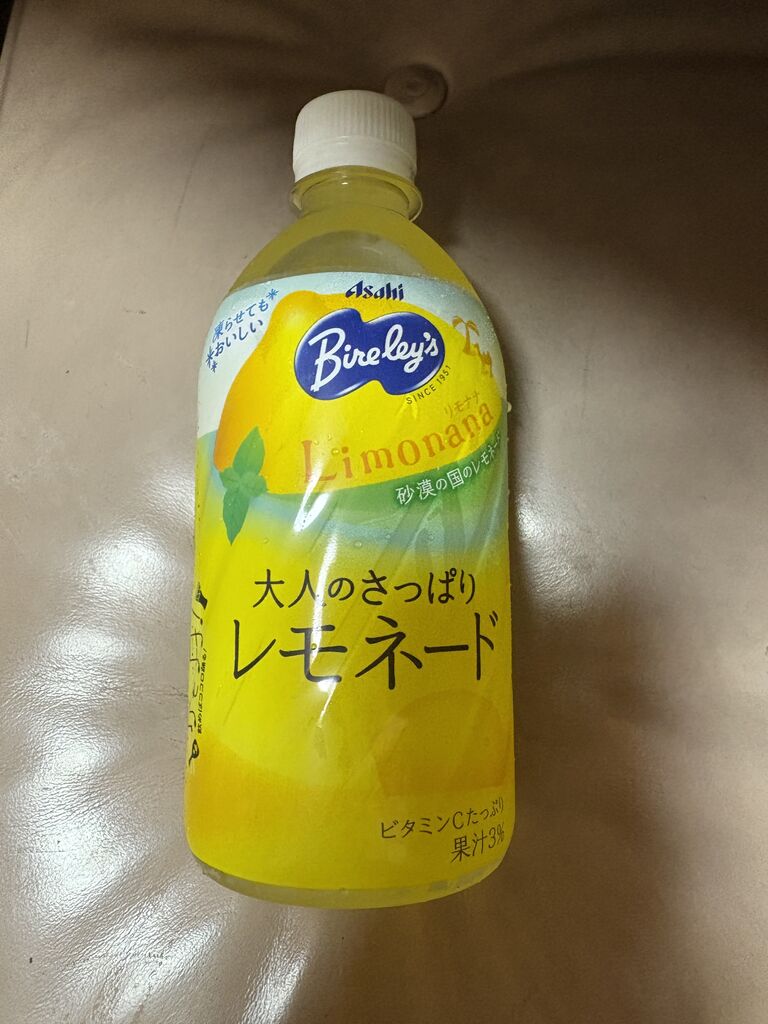 Asahi
凍らせても
おいしい
Bireley's
SINCE 1951
リモナナ
Limonana
砂漠の国のレモネード
大人のさっぱり
レモネード
ビタミンCたっぷり
果汁3%